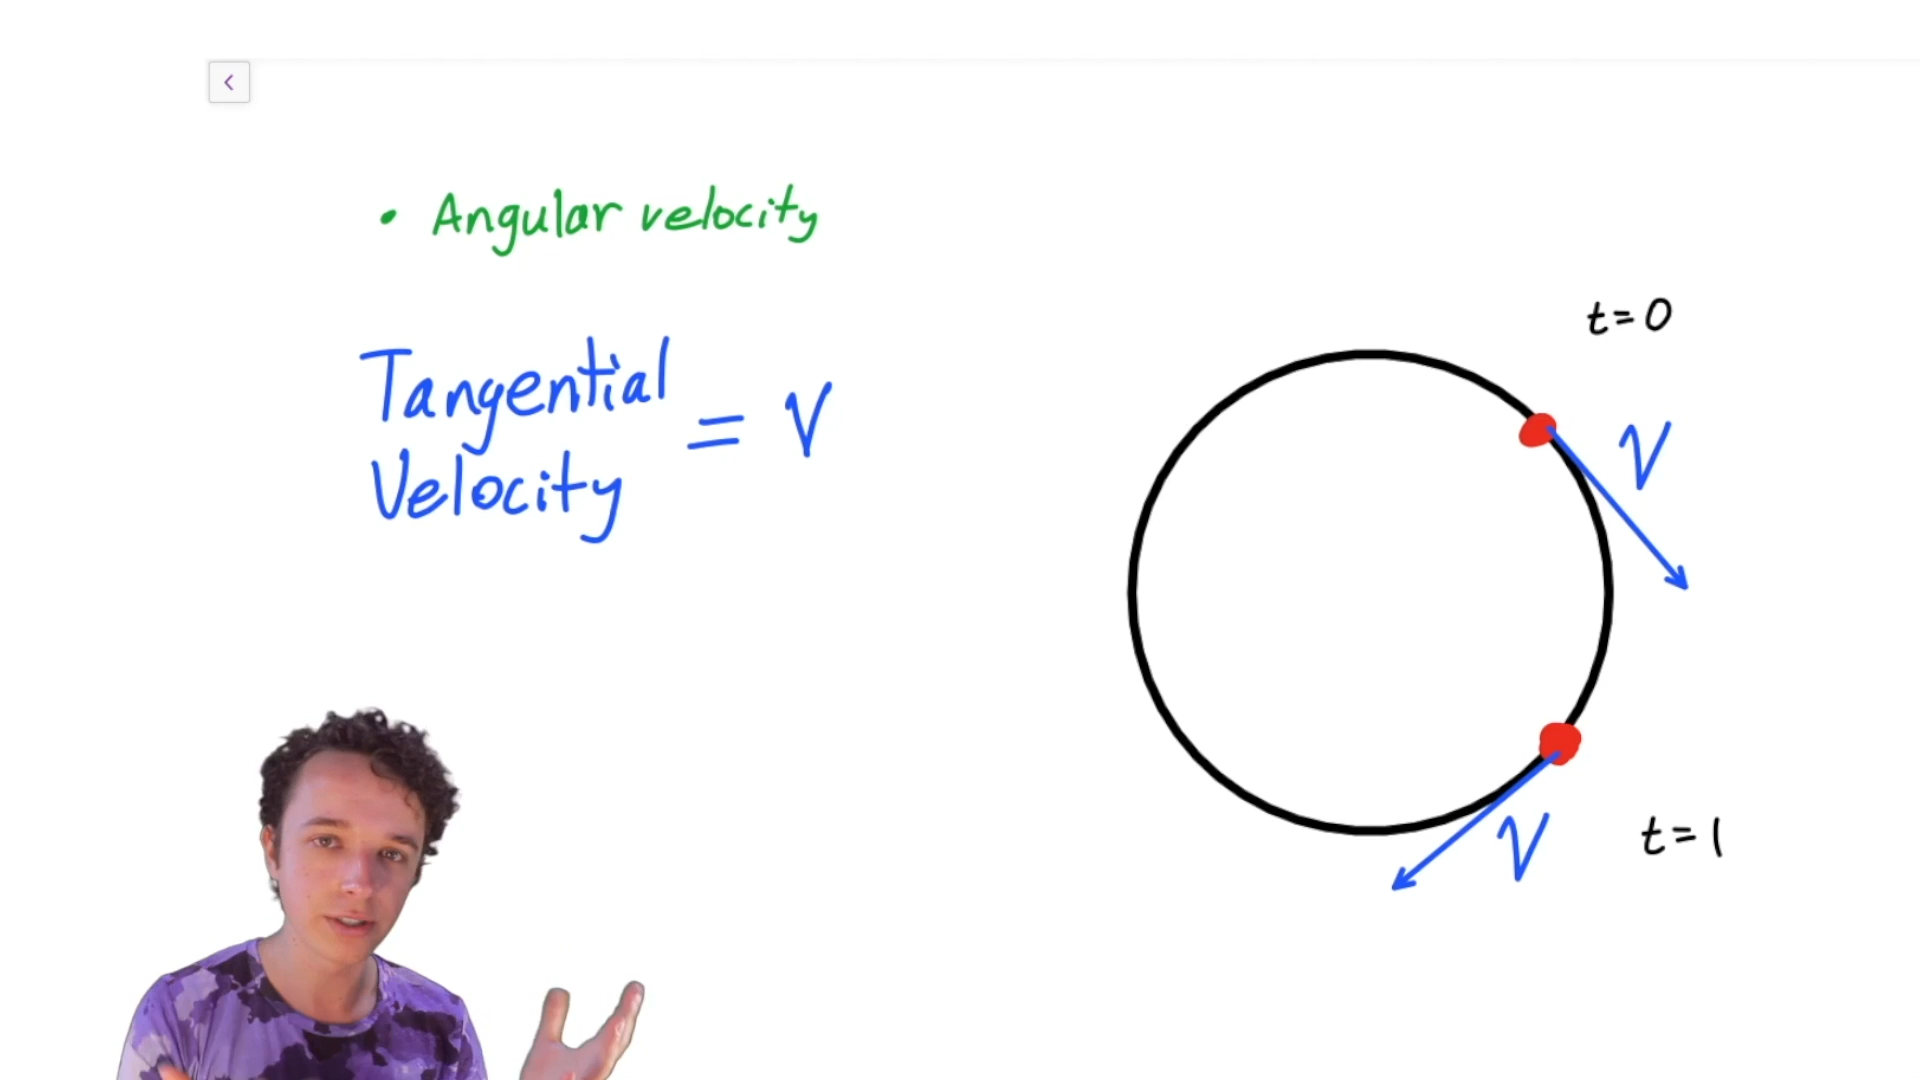 • Angular velocity
Tangential
Velocity
= V
t=0
V
V
t=1